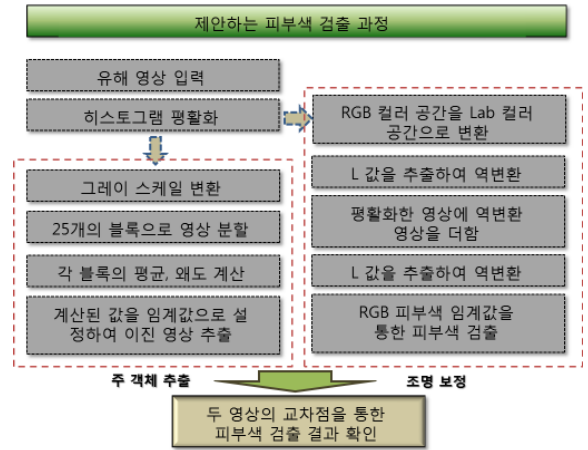 제안하는 피부색 검출 과정
유해 영상 입력
히스토그램 평활화
그레이 스케일 변환
25개의 블록으로 영상 분할
각 블록의 평균, 왜도 계산
계산된 값을 임계값으로 설
정하여 이진 영상 추출
주 객체 추출
RGB 컬러 공간을 Lab 컬러
공간으로 변환
L 값을 추출하여 역변환
평활화한 영상에 역변환
영상을 더함
L 값을 추출하여 역변환
RGB 피부색 임계값을
통한 피부색 검출
조명 보정
두 영상의 교차점을 통한
피부색 검출 결과 확인